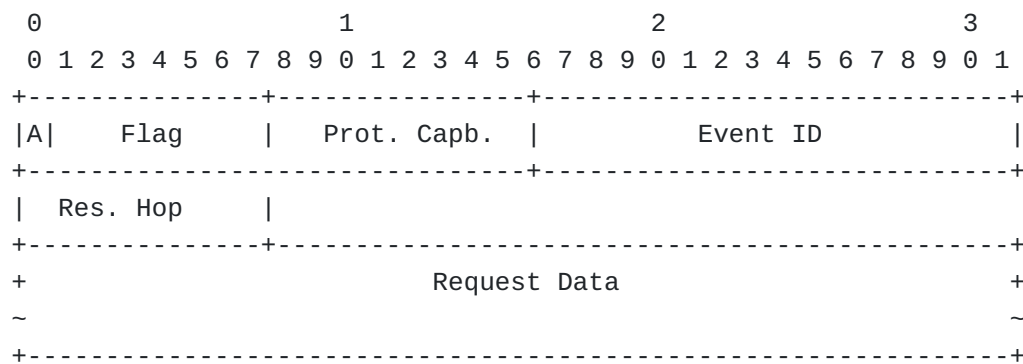 0                   1                   2                   3
 0 1 2 3 4 5 6 7 8 9 0 1 2 3 4 5 6 7 8 9 0 1 2 3 4 5 6 7 8 9 0 1
+---------------+----------------+------------------------------+
|A|    Flag     |   Prot. Capb.  |          Event ID            |
+--------------------------------+------------------------------+
|  Res. Hop     |
+---------------+-----------------------------------------------+
+                          Request Data                         +
~                                                               ~
+---------------------------------------------------------------+